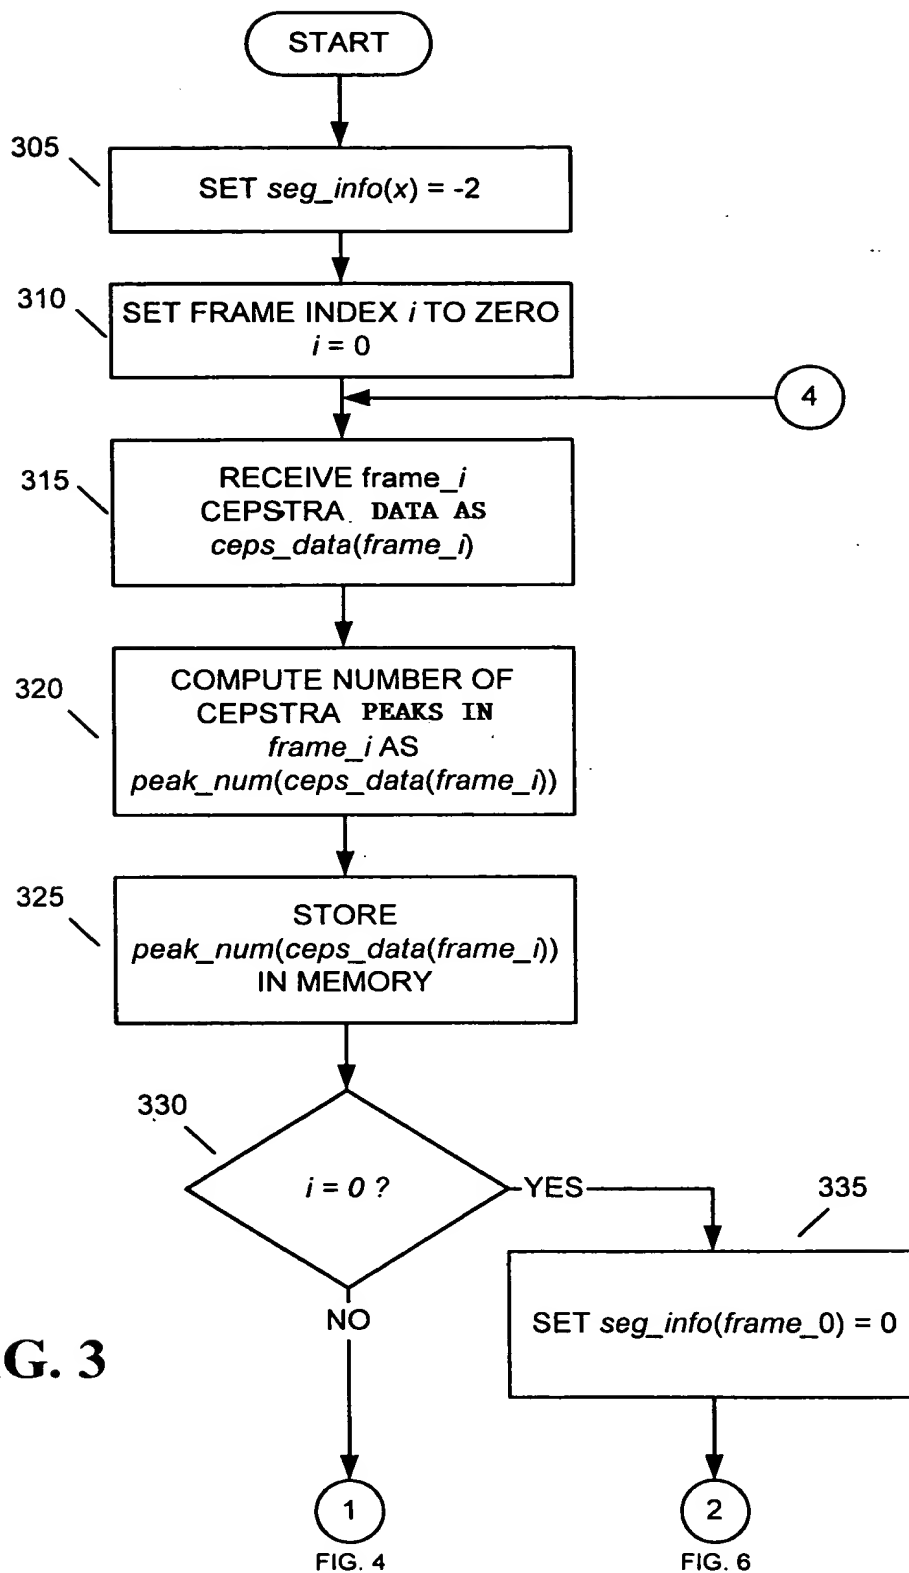 START
305
SET seg_info(x) = -2
310
SET FRAME INDEX i TO ZERO
i = 0
4
315
RECEIVE frame_i
CEPSTRA DATA AS
ceps_data(frame_i)
320
COMPUTE NUMBER OF
CEPSTRA PEAKS IN
frame_i AS
peak_num(ceps_data(frame_i))
325
STORE
peak_num(ceps_data(frame_i))
IN MEMORY
330
i = 0 ?
YES
335
NO
SET seg_info(frame_0) = 0
G. 3
1
2
FIG. 4
FIG. 6